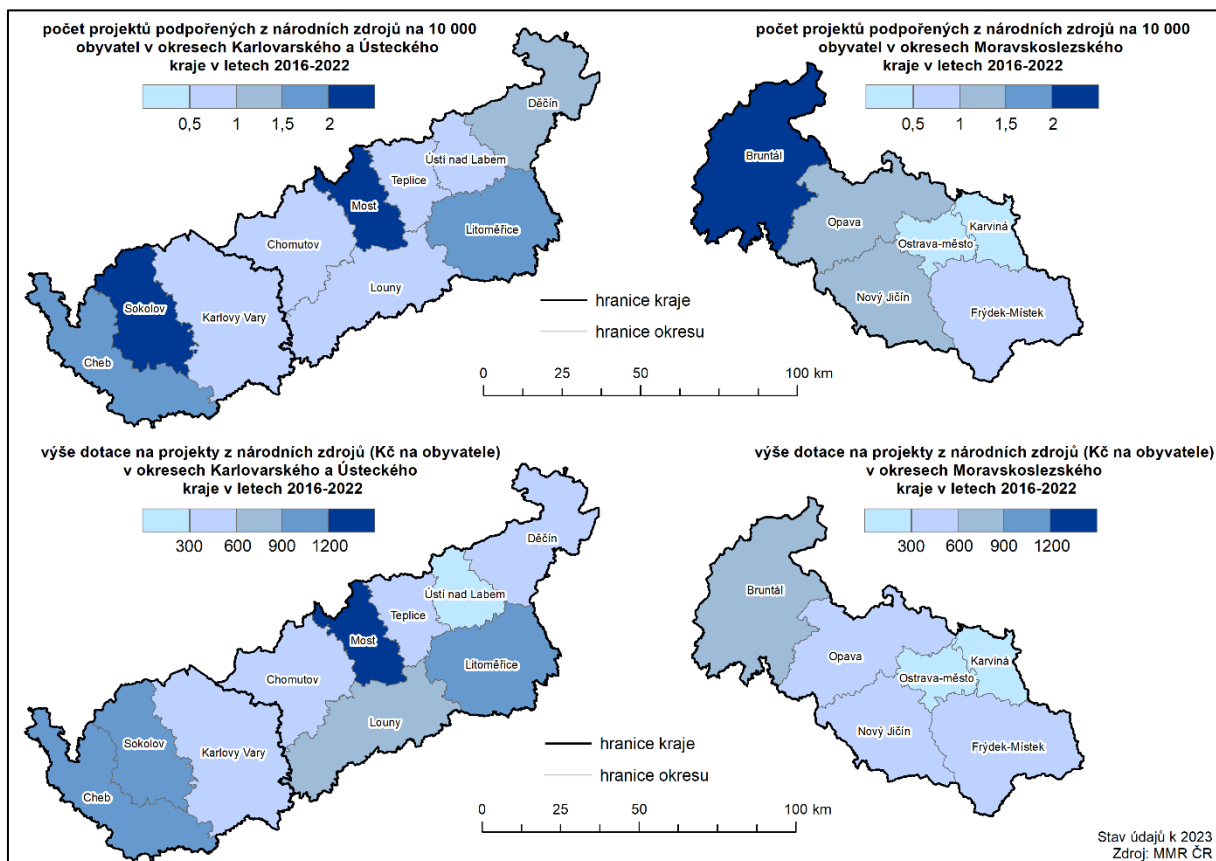 počet projektů podpořených z národních zdrojů na 10 000
obyvatel v okresech Karlovarského a Ústeckého
kraje v letech 2016-2022
0,5 1 1,5 2
Děčín
Ústí nad Labem
Teplice
Most
Litoměřice
Chomutov
Louny
Sokolov
Karlovy Vary
Cheb
počet projektů podpořených z národních zdrojů na 10 000
obyvatel v okresech Moravskoslezského
kraje v letech 2016-2022
0,5 1 1,5 2
Bruntál
Opava
Karviná
Ostrava-město
Nový Jičín
Frýdek-Místek
hranice kraje
hranice okresu
0 25 50 100 km
výše dotace na projekty z národních zdrojů (Kč na obyvatele)
v okresech Karlovarského a Ústeckého
kraje v letech 2016-2022
300 600 900 1200
Děčín
Ústí nad Labem
Teplice
Most
Litoměřice
Chomutov
Louny
Sokolov
Karlovy Vary
Cheb
výše dotace na projekty z národních zdrojů (Kč na obyvatele)
v okresech Moravskoslezského
kraje v letech 2016-2022
300 600 900 1200
Bruntál
Opava
Karviná
Ostrava-město
Nový Jičín
Frýdek-Místek
hranice kraje
hranice okresu
0 25 50 100 km
Stav údajů k 2023
Zdroj: MMR ČR